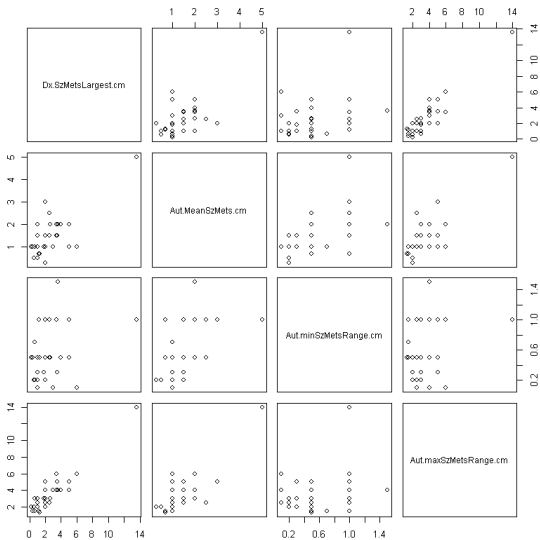 1 2 3 4 5
2 4 6 8 12
Dx.SzMetsLargest.cm
0 2 4 6 8 10 14
1 2 3 4 5
Aut.MeanSzMets.cm
Aut.minSzMetsRange.cm
0.2 0.6 1.0 1.4
2 4 6 8 10 14
Aut.maxSzMetsRange.cm
0 2 4 6 8 10 14
0.2 0.6 1.0 1.4